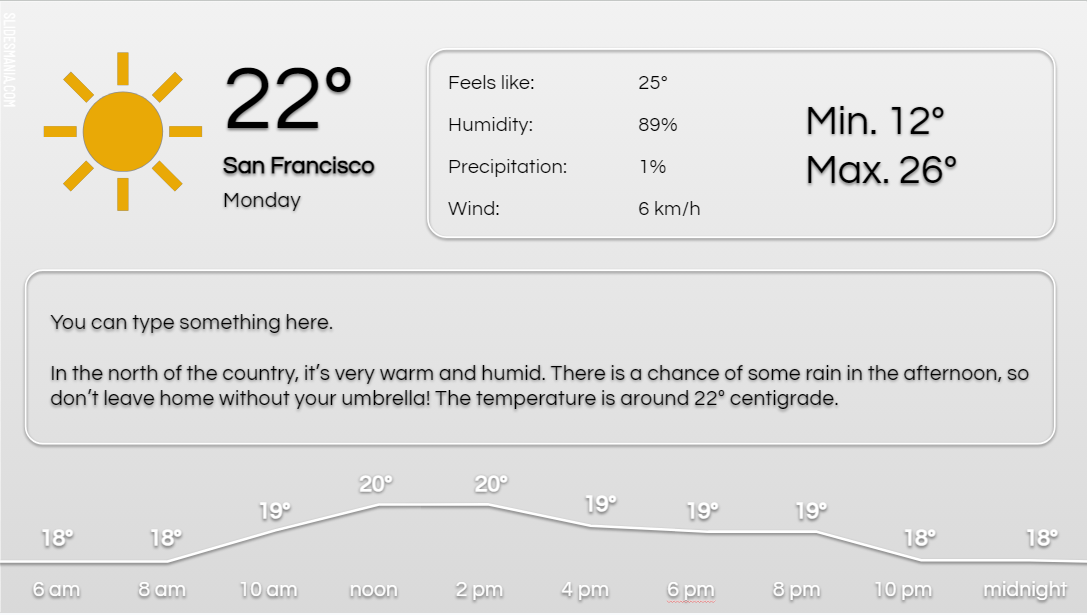 SLIDESMANIA.COM
22°
San Francisco
Monday
Feels like: 25°
Humidity: 89%
Precipitation: 1%
Wind: 6 km/h
Min. 12°
Max. 26°
You can type something here.
In the north of the country, it’s very warm and humid. There is a chance of some rain in the afternoon, so
don’t leave home without your umbrella! The temperature is around 22° centigrade.
18° 18° 19° 20° 20° 19° 19° 19° 18° 18°
6 am 8 am 10 am noon 2 pm 4 pm 6 pm 8 pm 10 pm midnight